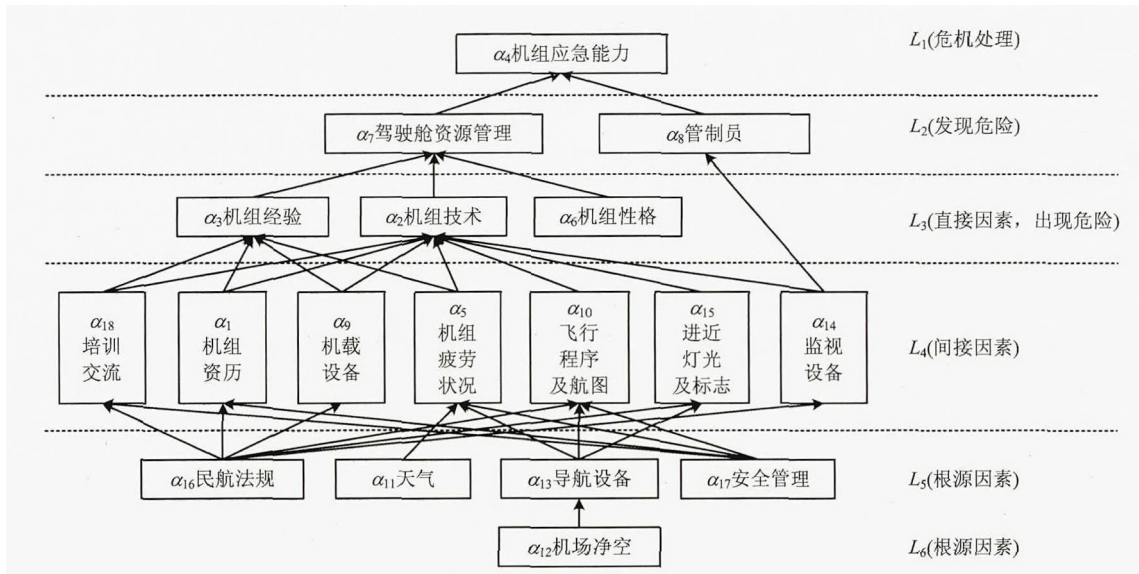 α4机组应急能力
L1(危机处理)
α7驾驶舱资源管理
α8管制员
L2(发现危险)
α3机组经验
α2机组技术
α6机组性格
L3(直接因素，出现危险)
α18
培训
交流
α1
机组
资历
α9
机载
设备
α5
机组
疲劳
状况
α10
飞行
程序
及航图
α15
进近
灯光
及标志
α14
监视
设备
L4(间接因素)
α16民航法规
α11天气
α13导航设备
α17安全管理
L5(根源因素)
α12机场净空
L6(根源因素)